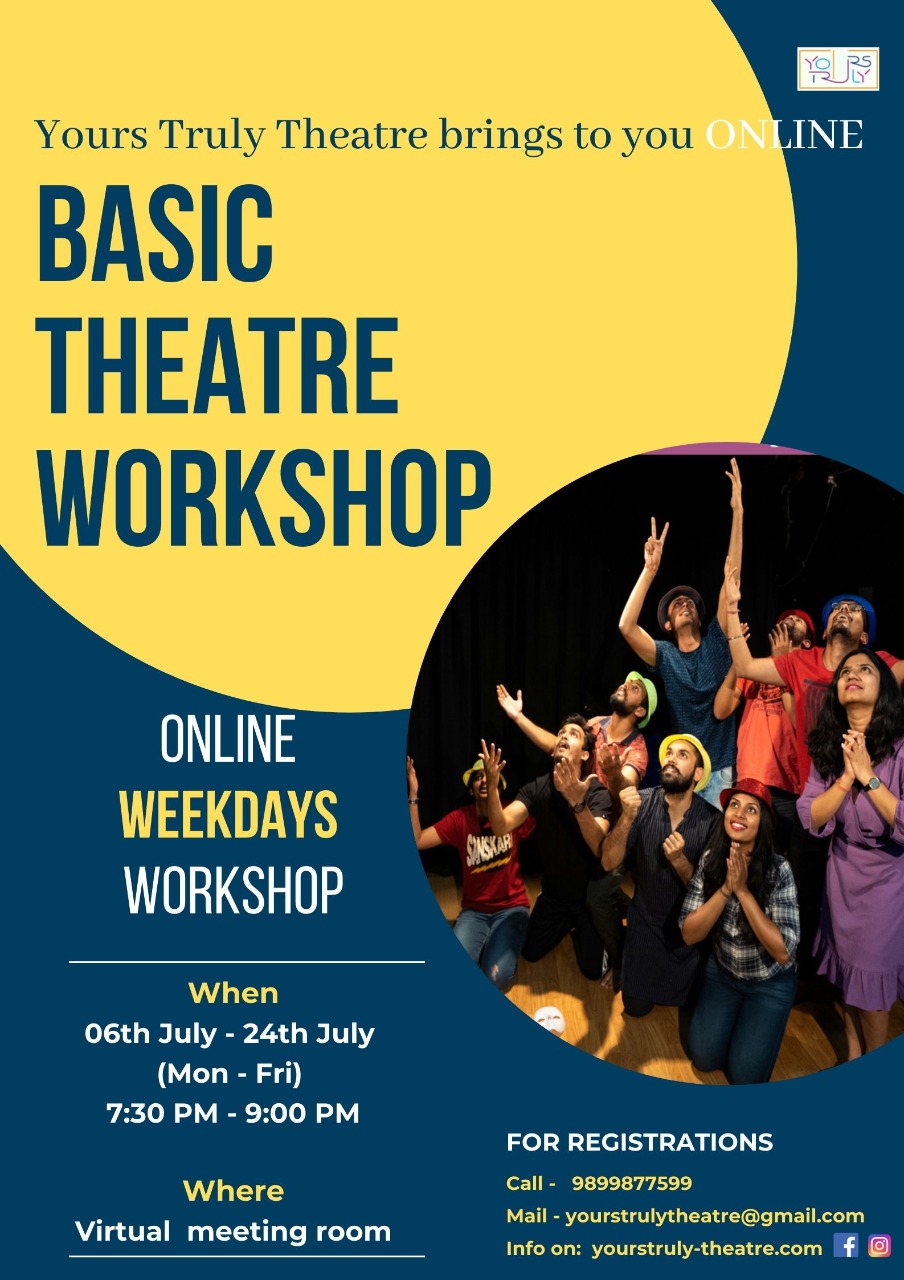 YOURS
TRULY
Yours Truly Theatre brings to you ONLINE
BASIC
THEATRE
WORKSHOP
SANSKARI
ONLINE
WEEKDAYS
WORKSHOP
When
06th July - 24th July
(Mon - Fri)
7:30 PM - 9:00 PM
Where
Virtual meeting room
FOR REGISTRATIONS
Call - 9899877599
Mail - yourstrulytheatre@gmail.com
Info on: yourstruly-theatre.com